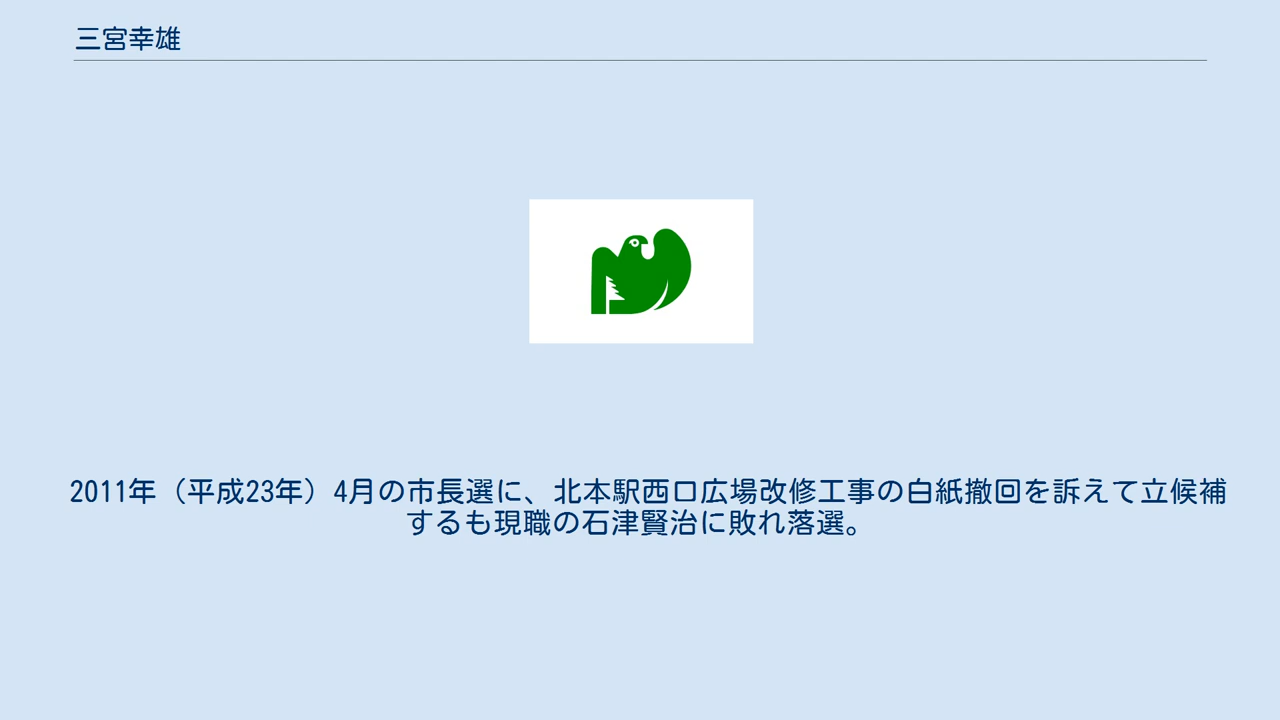 三宮幸雄
2011年（平成23年）4月の市長選に、北本駅西口広場改修工事の白紙撤回を訴えて立候補
するも現職の石津賢治に敗れ落選。